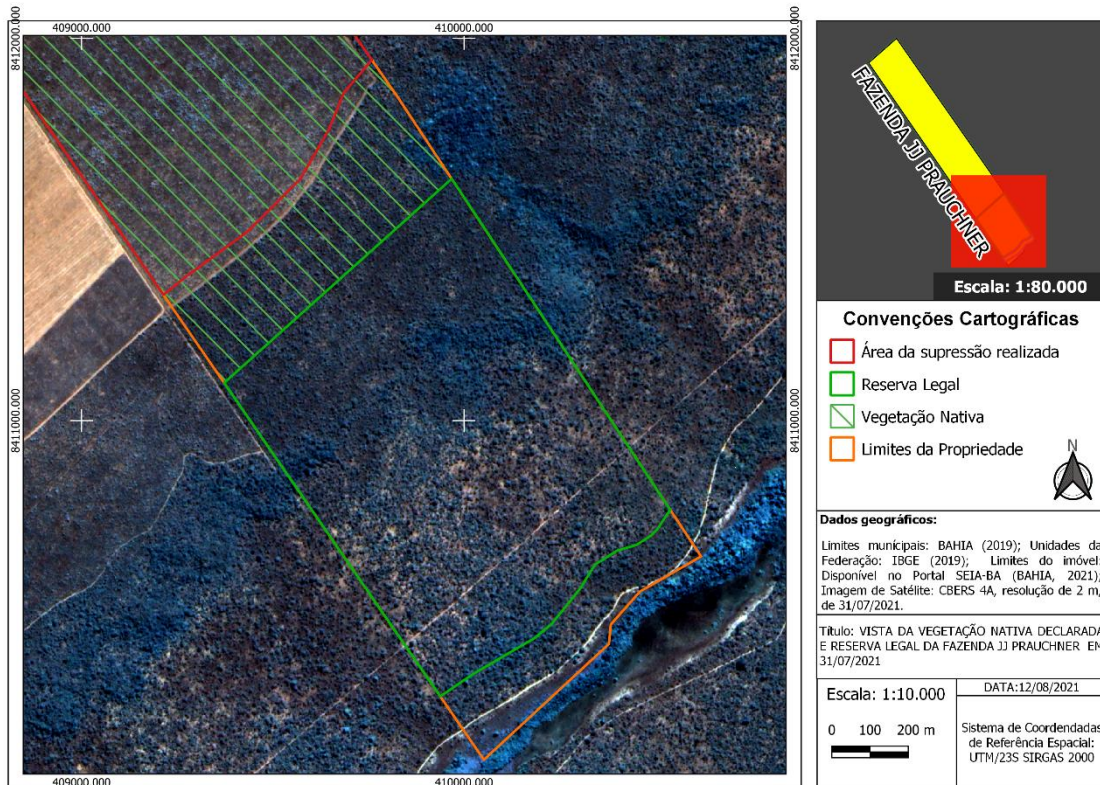 409000.000
410000.000
8412000.000
8412000.000
8411000.000
8411000.000
409000.000
410000.000
FAZENDA JJ PRAUCHNER
Escala: 1:80.000
Convenções Cartográficas
Área da supressão realizada
Reserva Legal
Vegetação Nativa
Limites da Propriedade
N
Dados geográficos:
Limites municipais: BAHIA (2019); Unidades da
Federação: IBGE (2019); Limites do imóvel:
Disponível no Portal SEIA-BA (BAHIA, 2021);
Imagem de Satélite: CBERS 4A, resolução de 2 m,
de 31/07/2021.
Título: VISTA DA VEGETAÇÃO NATIVA DECLARADA
E RESERVA LEGAL DA FAZENDA JJ PRAUCHNER EM
31/07/2021
Escala: 1:10.000
0 100 200 m
DATA:12/08/2021
Sistema de Coordendadas
de Referência Espacial:
UTM/23S SIRGAS 2000